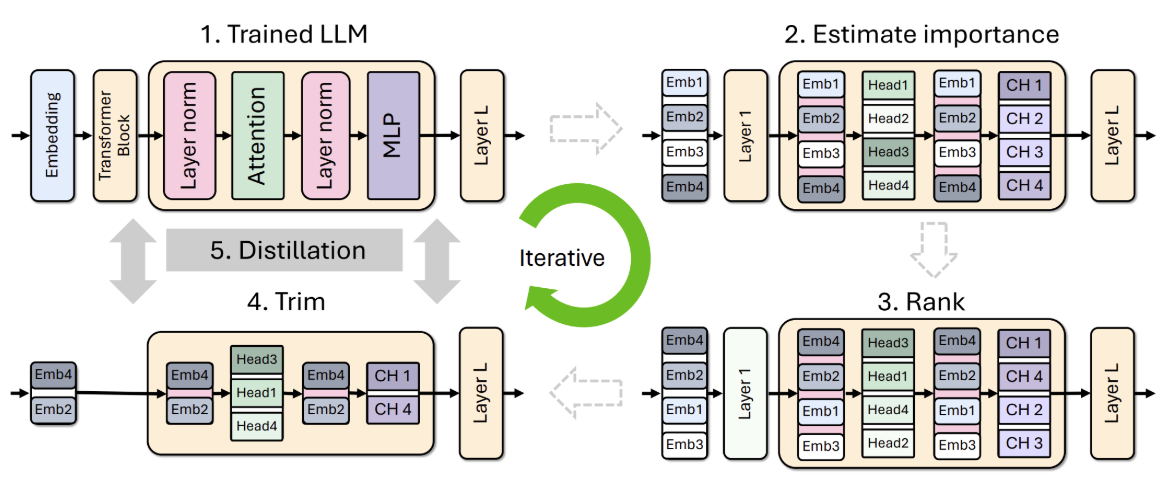 1. Trained LLM
Embedding
Transformer
Block
Layer norm
Attention
Layer norm
MLP
Layer L
2. Estimate importance
Emb1
Emb2
Emb3
Emb4
Layer 1
Emb1
Emb2
Emb3
Emb4
Head1
Head2
Head3
Head4
Emb1
Emb2
Emb3
Emb4
CH 1
CH 2
CH 3
CH 4
Layer L
5. Distillation
Iterative
4. Trim
Emb4
Emb2
Emb4
Emb2
Head3
Head1
Head4
Emb4
Emb2
CH 1
CH 4
Layer L
3. Rank
Emb4
Emb2
Emb1
Emb3
Layer 1
Emb4
Emb2
Emb1
Emb3
Head3
Head1
Head4
Head2
Emb4
Emb2
Emb1
Emb3
CH 1
CH 4
CH 2
CH 3
Layer L